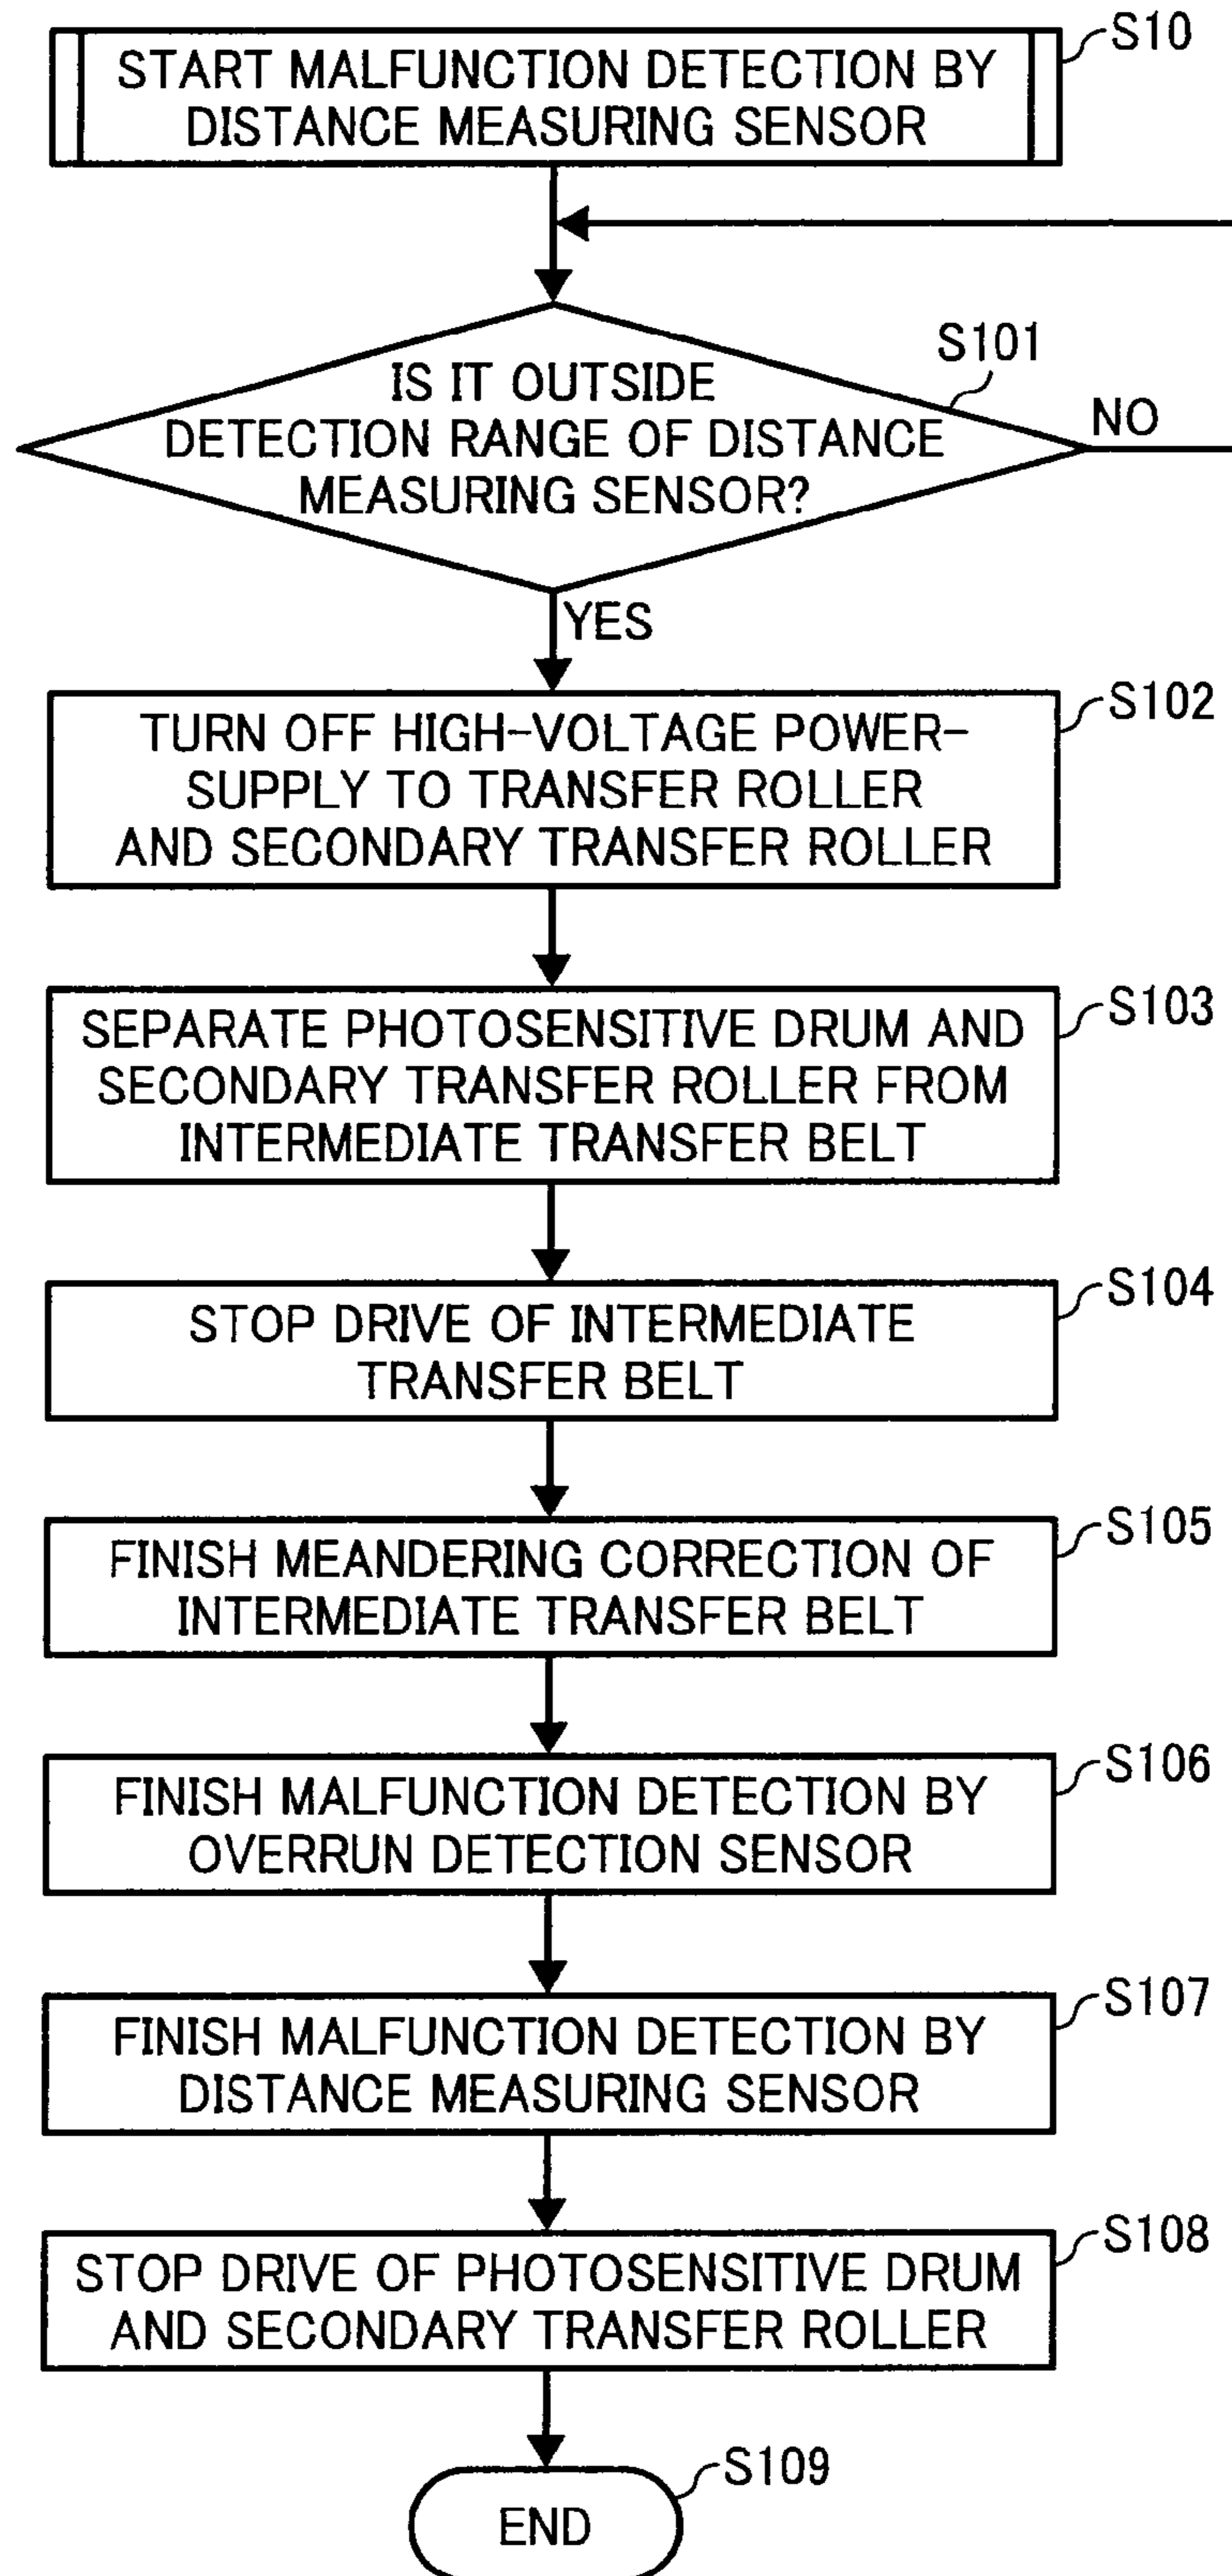 S10
START MALFUNCTION DETECTION BY
DISTANCE MEASURING SENSOR
S101
IS IT OUTSIDE
DETECTION RANGE OF DISTANCE
MEASURING SENSOR?
NO
YES
S102
TURN OFF HIGH-VOLTAGE POWER-
SUPPLY TO TRANSFER ROLLER
AND SECONDARY TRANSFER ROLLER
S103
SEPARATE PHOTOSENSITIVE DRUM AND
SECONDARY TRANSFER ROLLER FROM
INTERMEDIATE TRANSFER BELT
S104
STOP DRIVE OF INTERMEDIATE
TRANSFER BELT
S105
FINISH MEANDERING CORRECTION OF
INTERMEDIATE TRANSFER BELT
S106
FINISH MALFUNCTION DETECTION BY
OVERRUN DETECTION SENSOR
S107
FINISH MALFUNCTION DETECTION BY
DISTANCE MEASURING SENSOR
S108
STOP DRIVE OF PHOTOSENSITIVE DRUM
AND SECONDARY TRANSFER ROLLER
S109
END